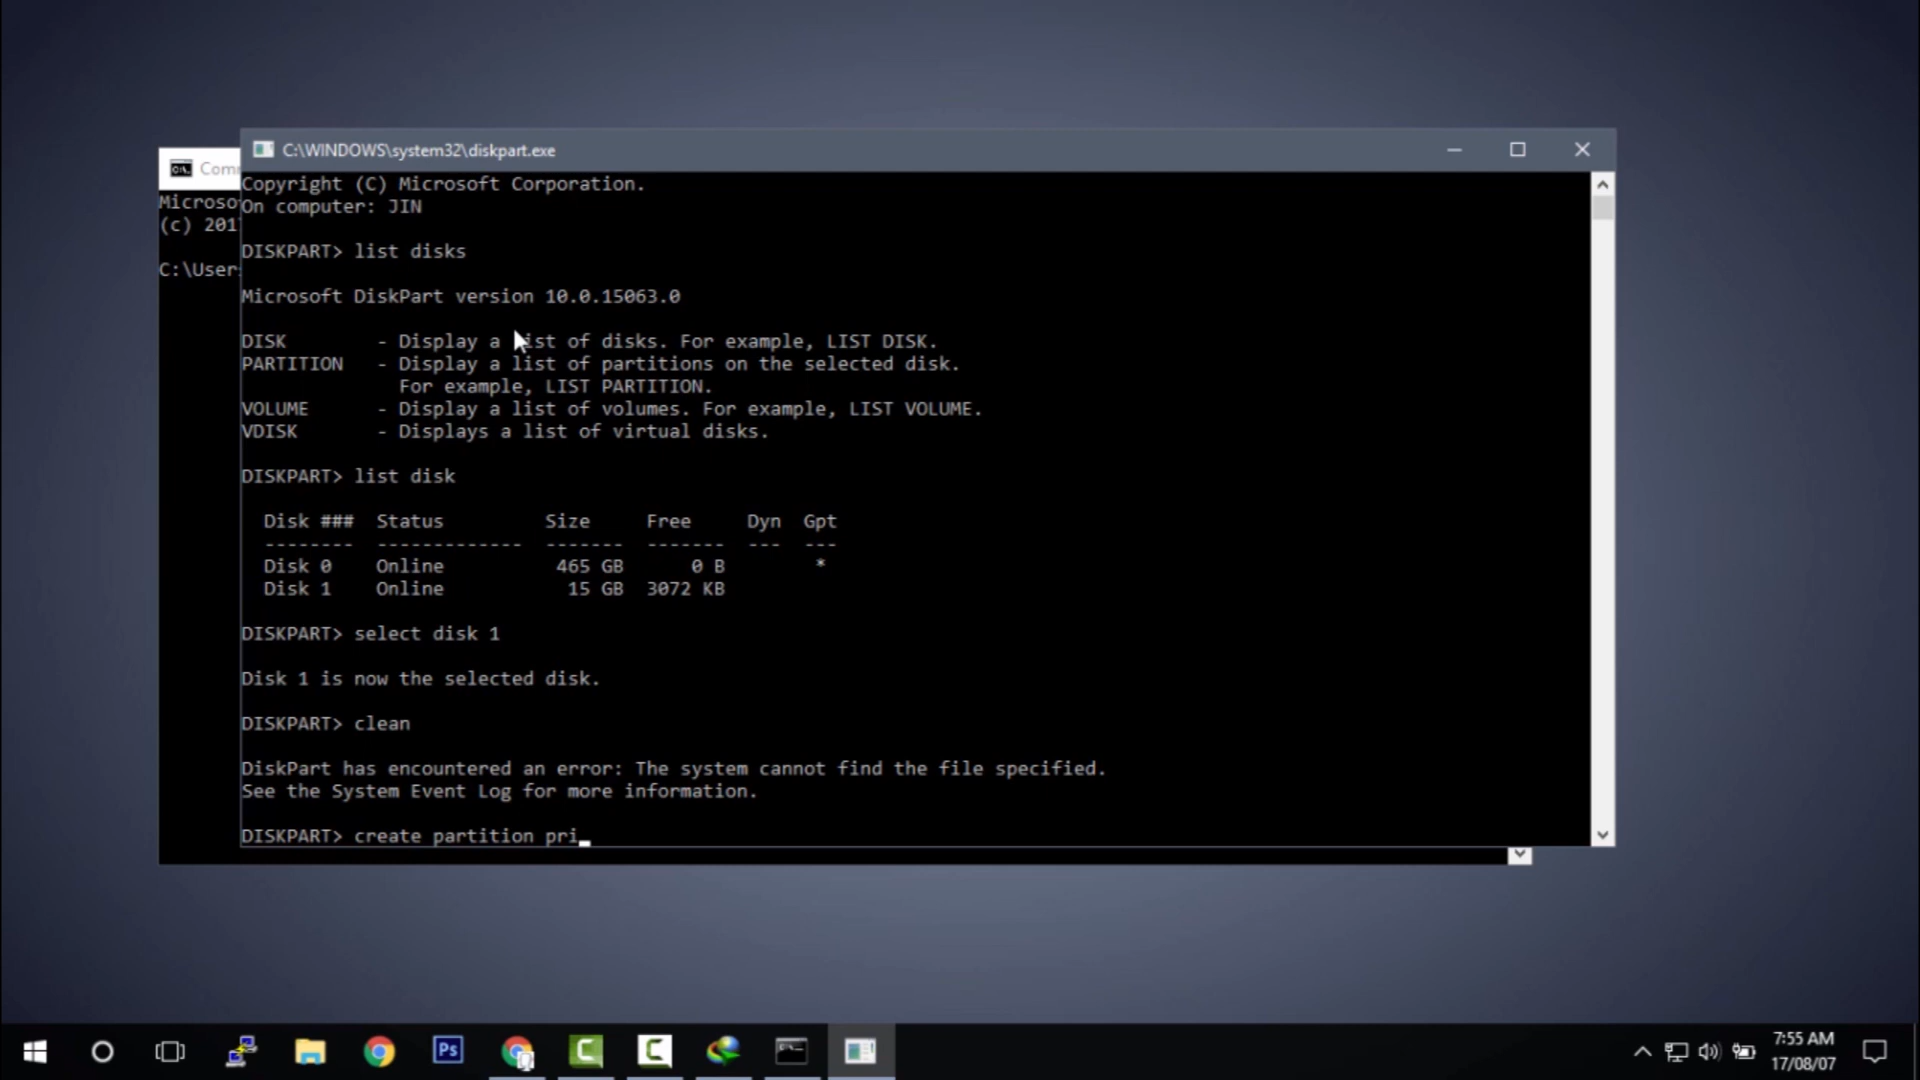 C:\WINDOWS\system32\diskpart.exe
Com
Microso
(c) 201
C:\User
Copyright (C) Microsoft Corporation.
On computer: JIN
DISKPART> list disks
Microsoft DiskPart version 10.0.15063.0
DISK        - Display a list of disks. For example, LIST DISK.
PARTITION   - Display a list of partitions on the selected disk.
For example, LIST PARTITION.
VOLUME      - Display a list of volumes. For example, LIST VOLUME.
VDISK       - Displays a list of virtual disks.
DISKPART> list disk
Disk ###  Status         Size     Free     Dyn  Gpt
--------  -------------  -------  -------  ---  ---
Disk 0    Online          465 GB      0 B        *
Disk 1    Online           15 GB  3072 KB
DISKPART> select disk 1
Disk 1 is now the selected disk.
DISKPART> clean
DiskPart has encountered an error: The system cannot find the file specified.
See the System Event Log for more information.
DISKPART> create partition pri_
Ps
7:55 AM
17/08/07